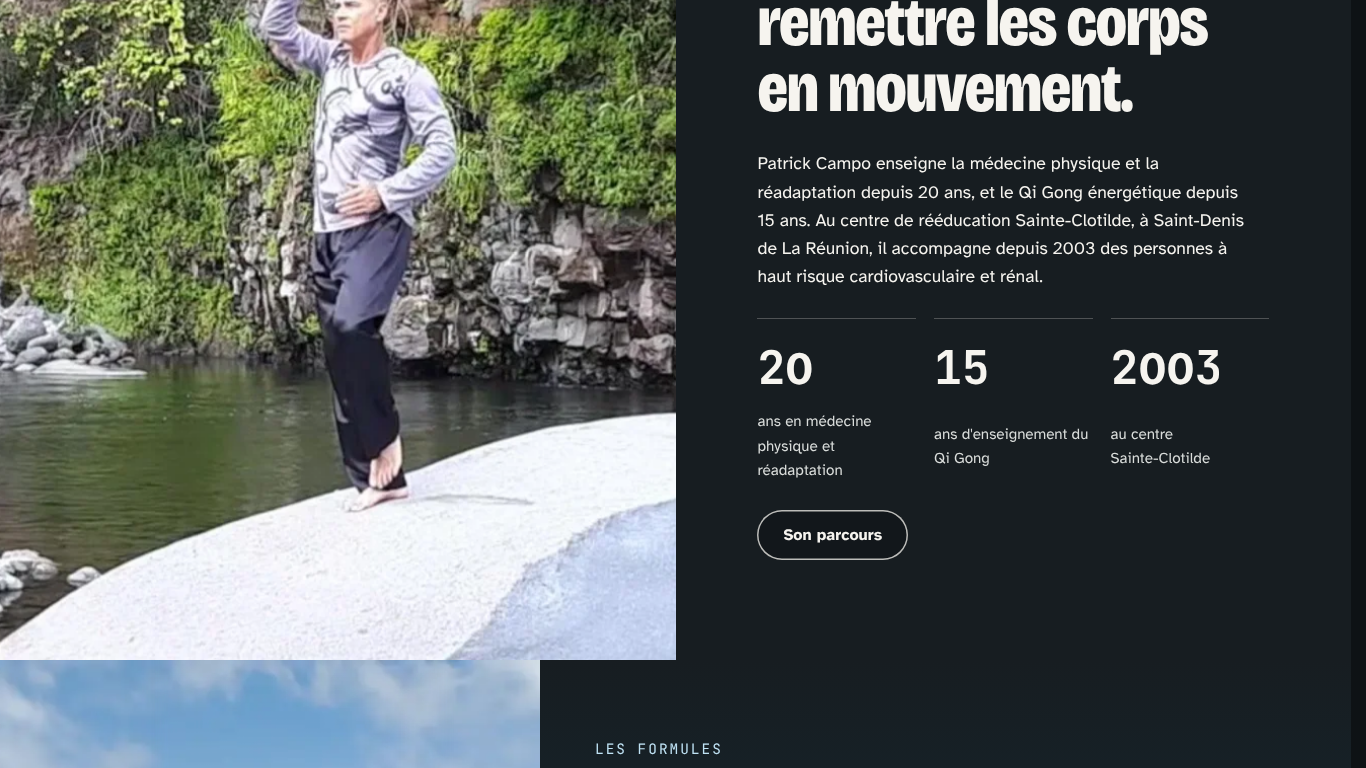 remettre les corps
en mouvement.
Patrick Campo enseigne la médecine physique et la
réadaptation depuis 20 ans, et le Qi Gong énergétique depuis
15 ans. Au centre de rééducation Sainte-Clotilde, à Saint-Denis
de La Réunion, il accompagne depuis 2003 des personnes à
haut risque cardiovasculaire et rénal.
20
ans en médecine
physique et
réadaptation
15
ans d'enseignement du
Qi Gong
2003
au centre
Sainte-Clotilde
Son parcours
LES FORMULES